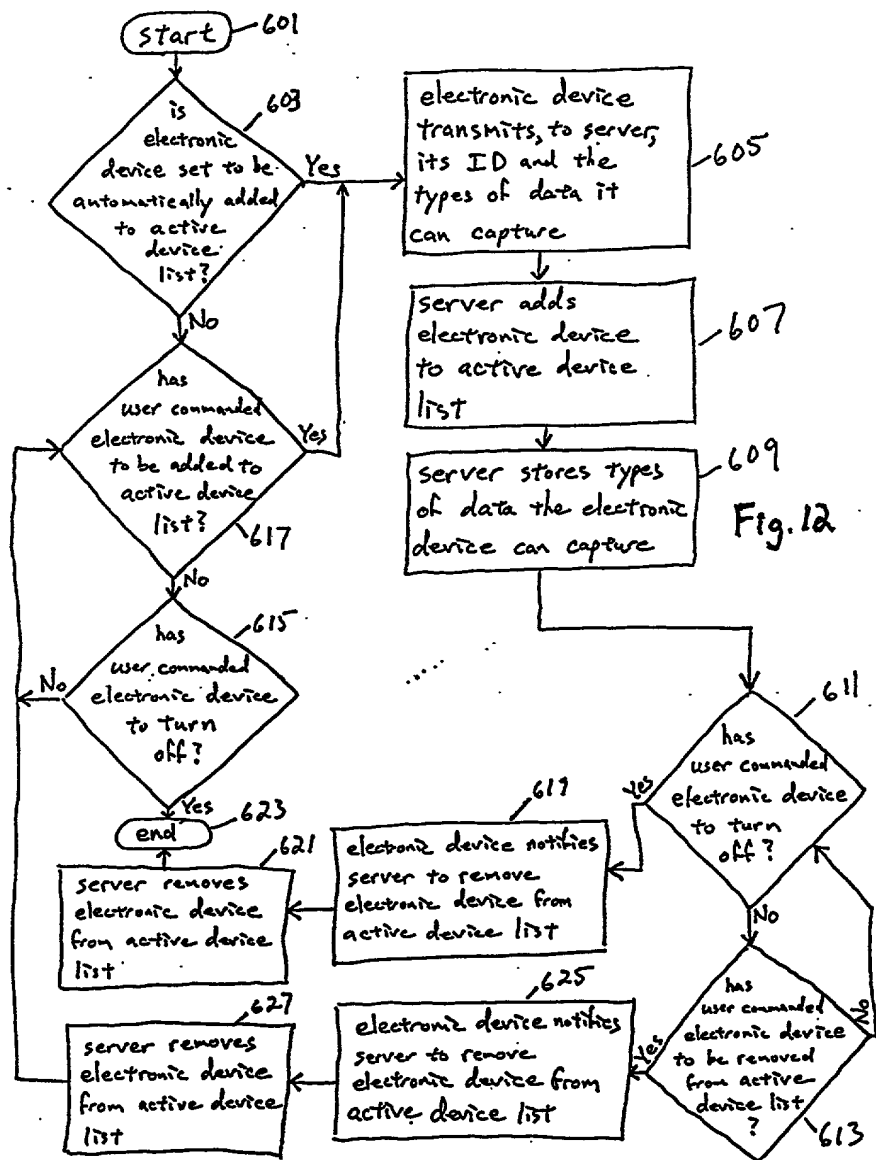 start
601
is
electronic
device set to be
automatically added
to active
device
list?
603
Yes
No
electronic device
transmits, to server,
its ID and the
types of data it
can capture
605
server adds
electronic device
to active device
list
607
server stores types
of data the electronic
device can capture
609
Fig. 12
has
user commanded
electronic device
to be added to
active device
list?
617
Yes
No
has
user commanded
electronic device
to turn
off?
615
No
Yes
end
623
has
user commanded
electronic device
to turn
off?
611
Yes
No
electronic device notifies
server to remove
electronic device from
active device list
619
server removes
electronic device
from active device
list
621
has
user commanded
electronic device
to be removed
from active
device list
?
613
No
Yes
electronic device notifies
server to remove
electronic device from
active device list
625
server removes
electronic device
from active device
list
627